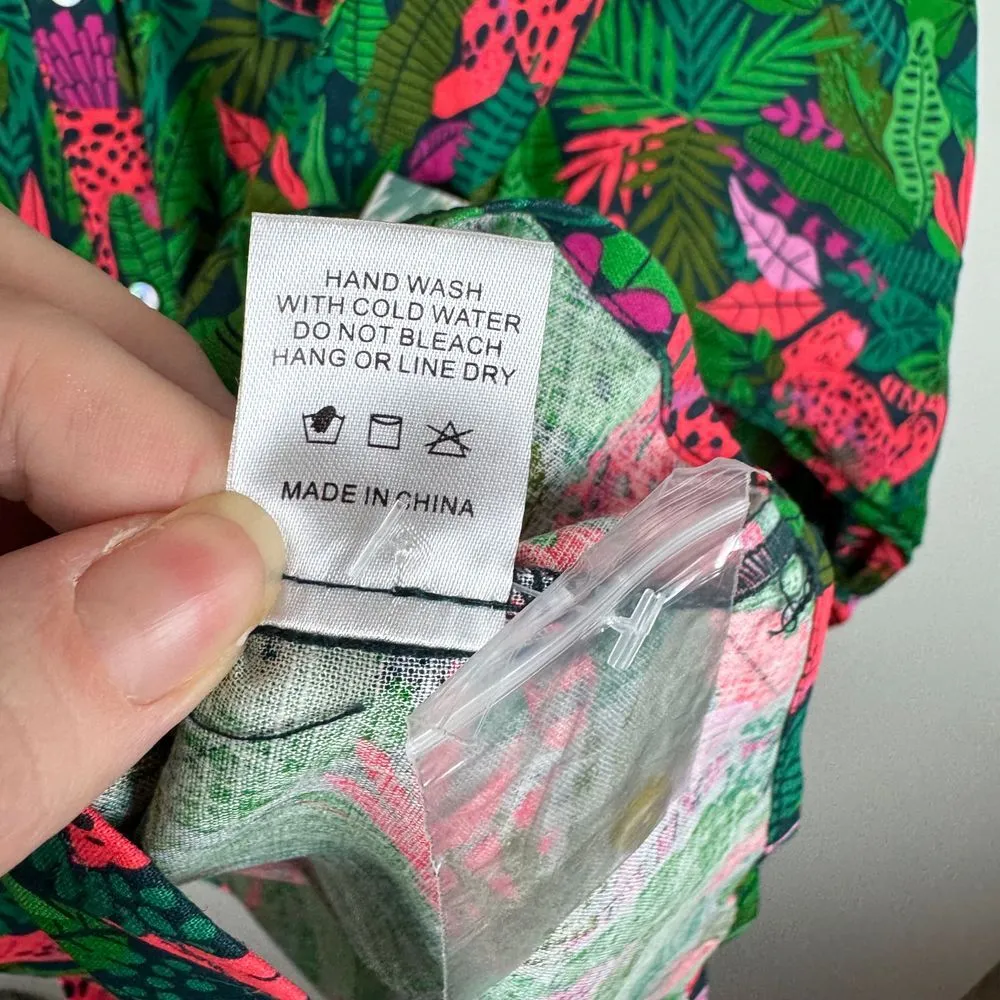 HAND WASH
WITH COLD WATER
DO NOT BLEACH
HANG OR LINE DRY
MADE IN CHINA